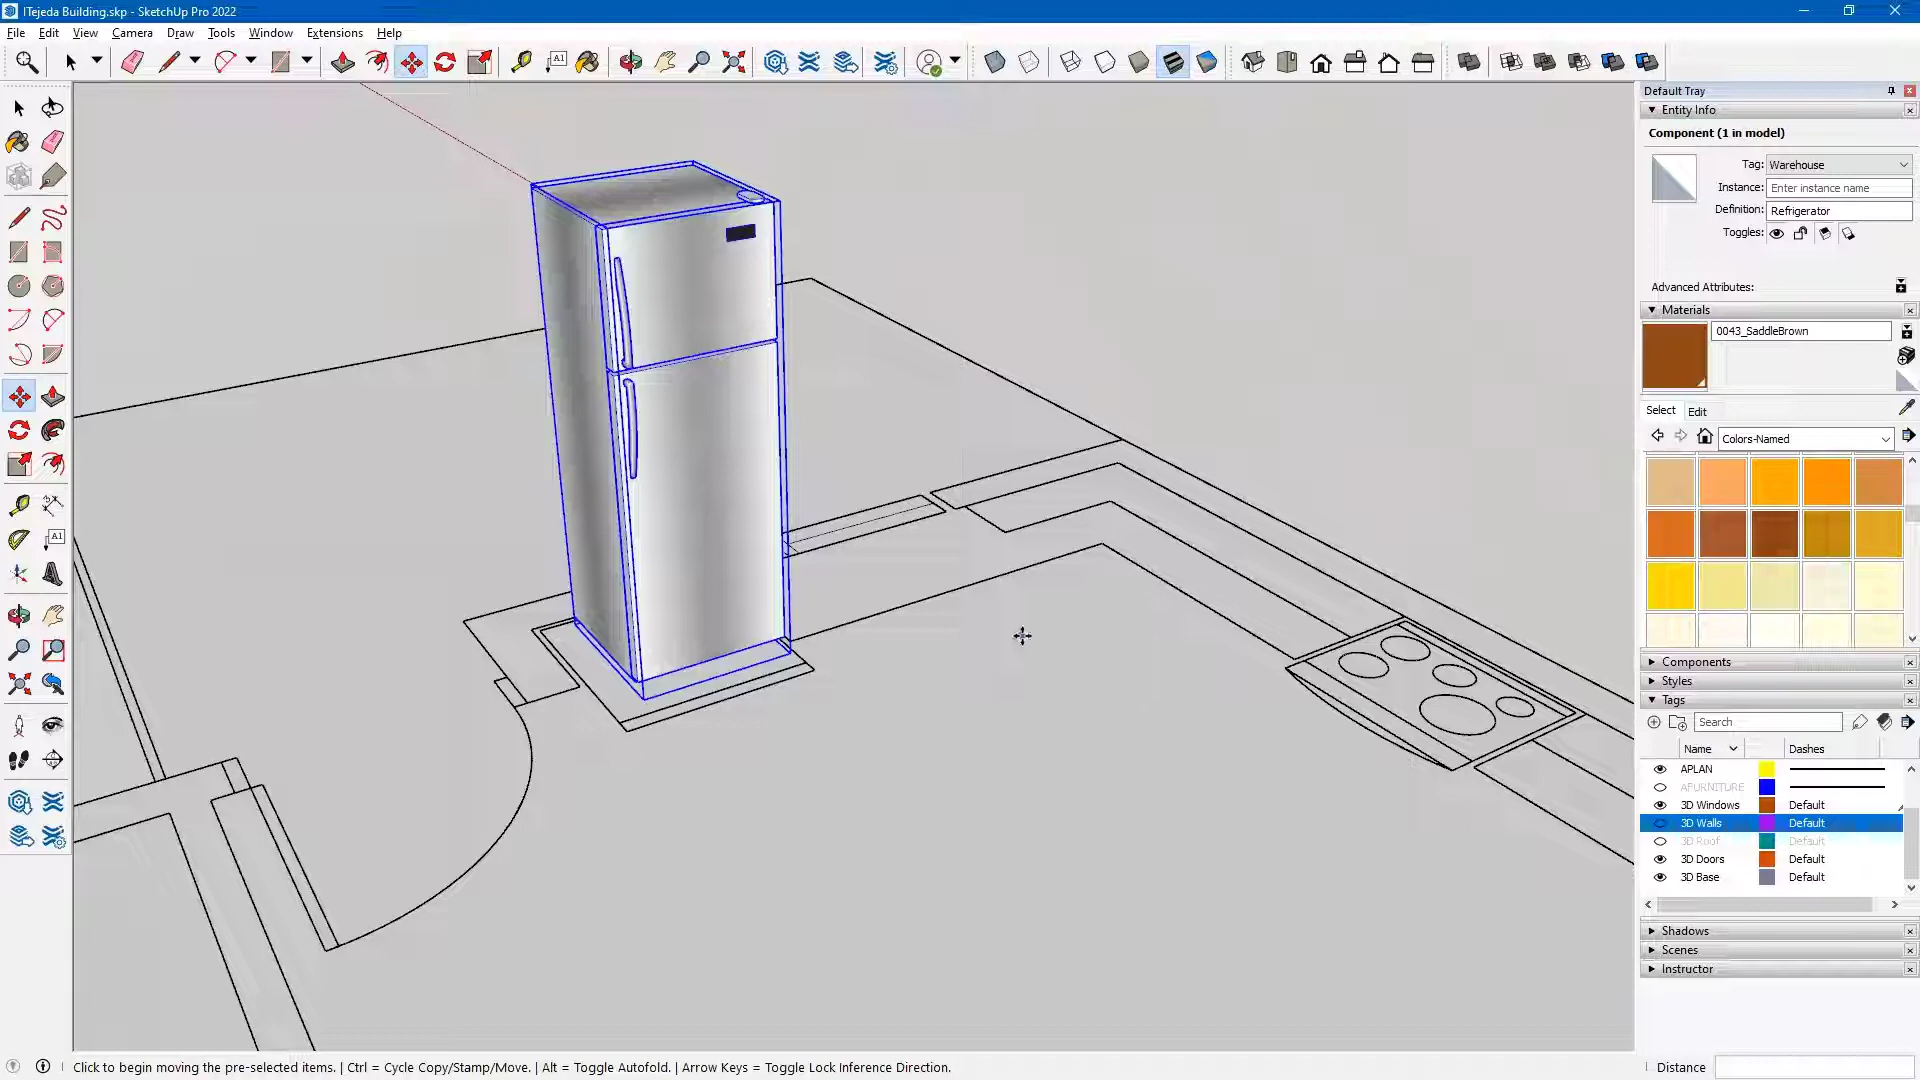 ITejeda Building.skp - SketchUp Pro 2022
File Edit View Camera Draw Tools Window Extensions Help
A1
Default Tray
Entity Info
Component (1 in model)
Tag: Warehouse
Instance: Enter instance name
Definition: Refrigerator
Toggles:
Advanced Attributes:
Materials
0043_SaddleBrown
Select Edit
Colors-Named
A1
Components
Styles
Tags
Search
Name Dashes
APLAN
AFURNITURE
3D Windows Default
3D Walls Default
3D Roof Default
3D Doors Default
3D Base Default
Shadows
Scenes
Instructor
Click to begin moving the pre-selected items. | Ctrl = Cycle Copy/Stamp/Move. | Alt = Toggle Autofold. | Arrow Keys = Toggle Lock Inference Direction.
Distance